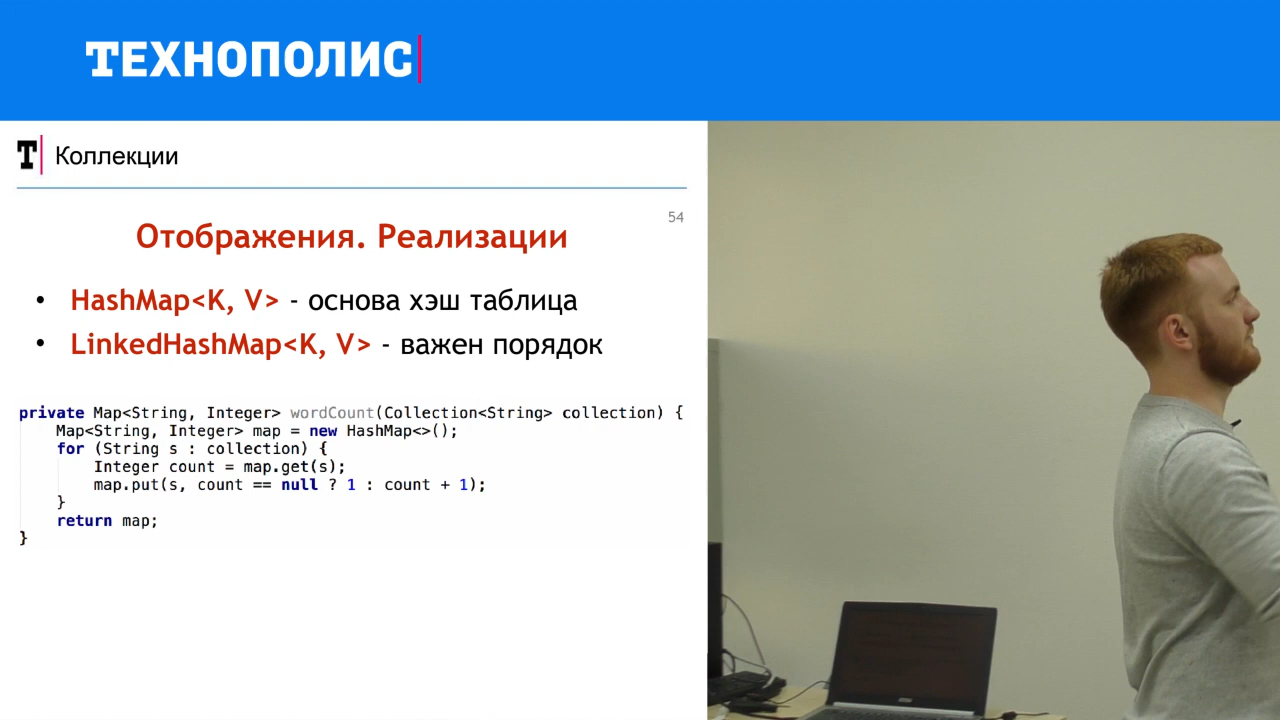 ТЕХНОПОЛИС
Т Коллекции
54
Отображения. Реализации
• HashMap<K, V> - основа хэш таблица
• LinkedHashMap<K, V> - важен порядок
private Map<String, Integer> wordCount(Collection<String> collection) {
    Map<String, Integer> map = new HashMap<>();
    for (String s : collection) {
        Integer count = map.get(s);
        map.put(s, count == null ? 1 : count + 1);
    }
    return map;
}